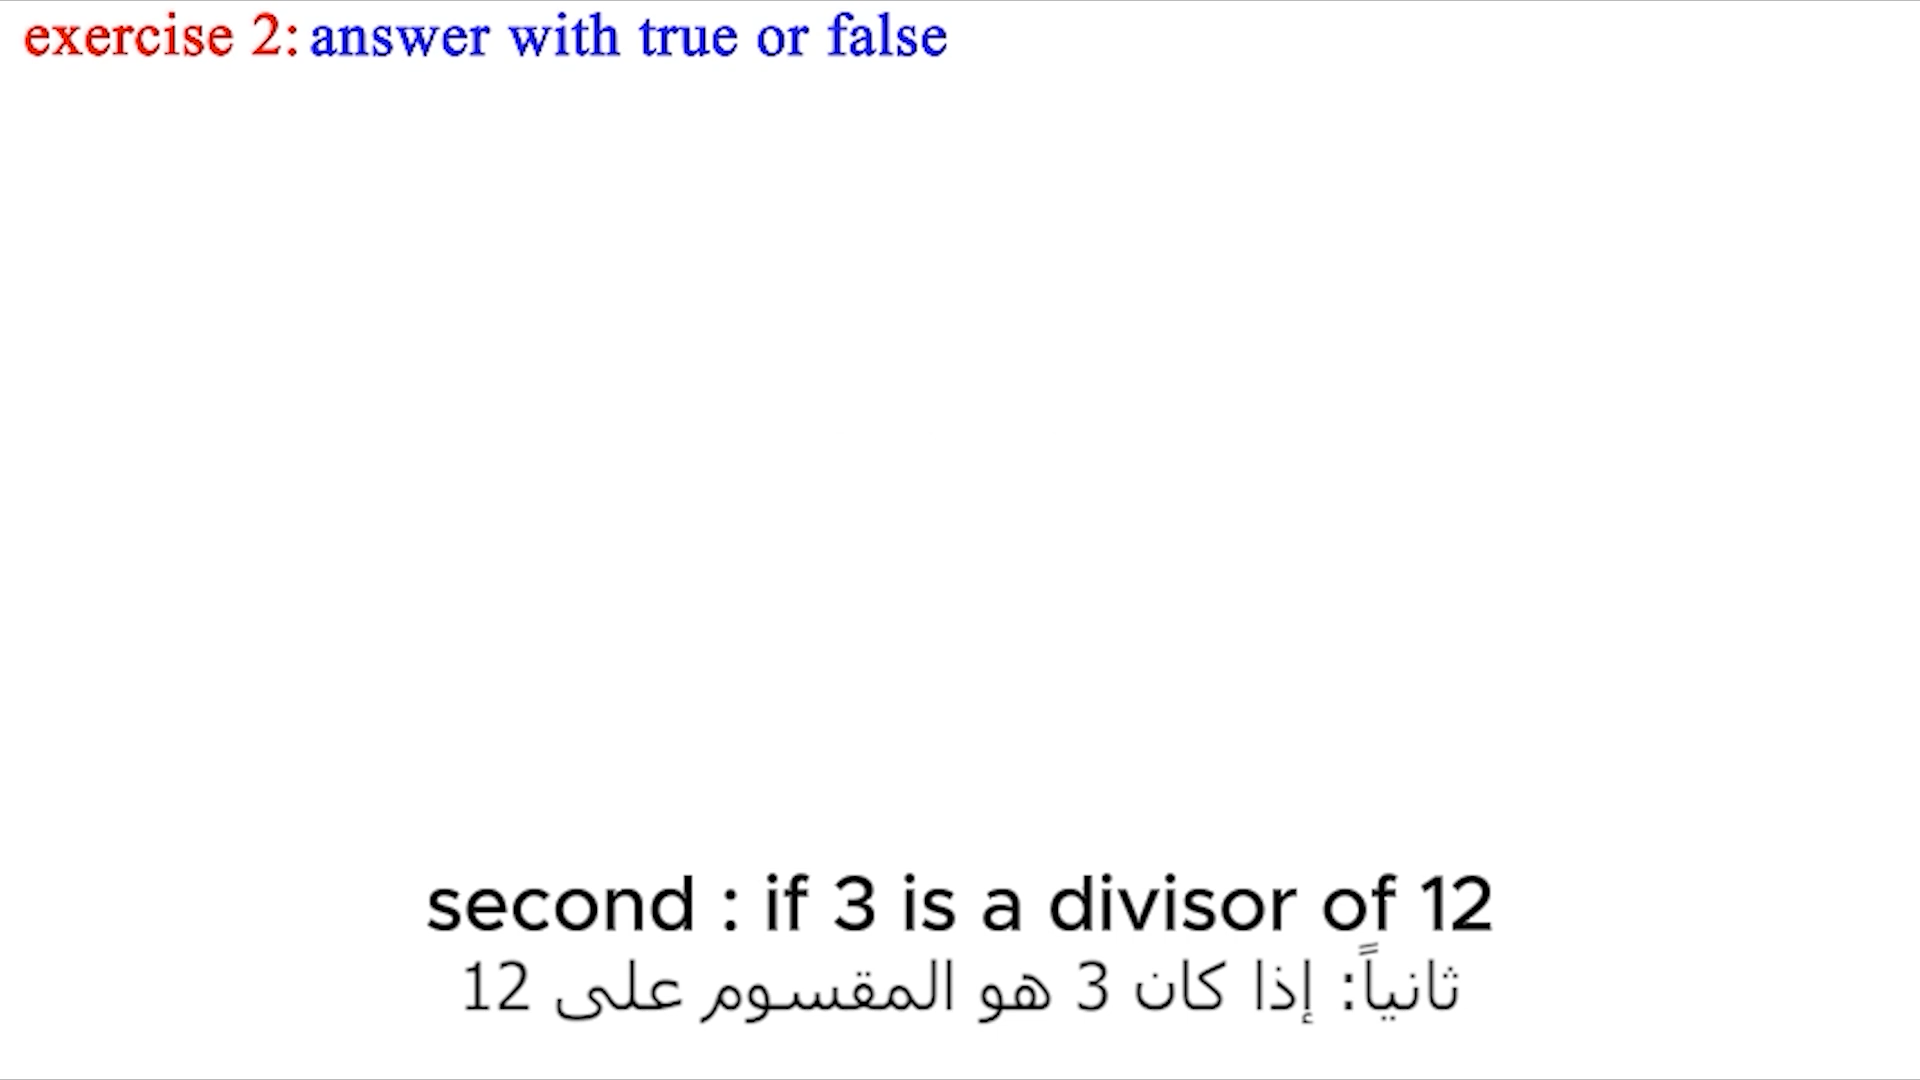 exercise 2: answer with true or false
second : if 3 is a divisor of 12
ثانياً: إذا كان 3 هو المقسوم على 12